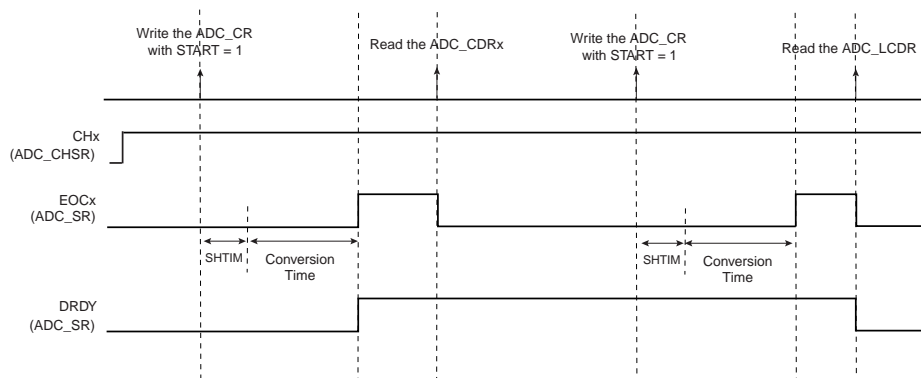 Write the ADC_CR
with START = 1
Read the ADC_CDRx
Write the ADC_CR
with START = 1
Read the ADC_LCDR
CHx
(ADC_CHSR)
EOCx
(ADC_SR)
SHTIM
Conversion
Time
SHTIM
Conversion
Time
DRDY
(ADC_SR)